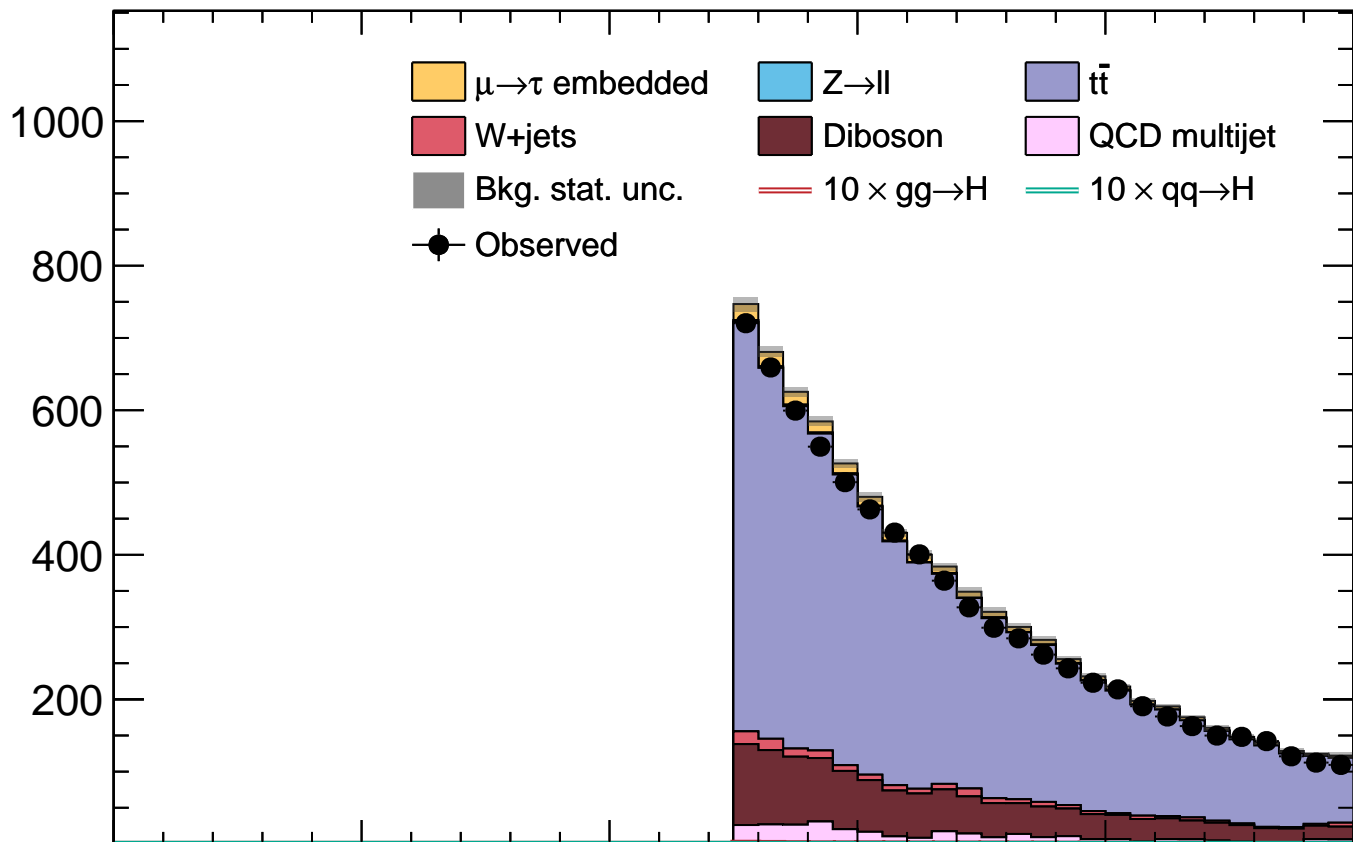 μ→τ embedded Z→ll tt̄
1000
W+jets Diboson QCD multijet
Bkg. stat. unc. 10 × gg→H 10 × qq→H
Observed
800
600
400
200